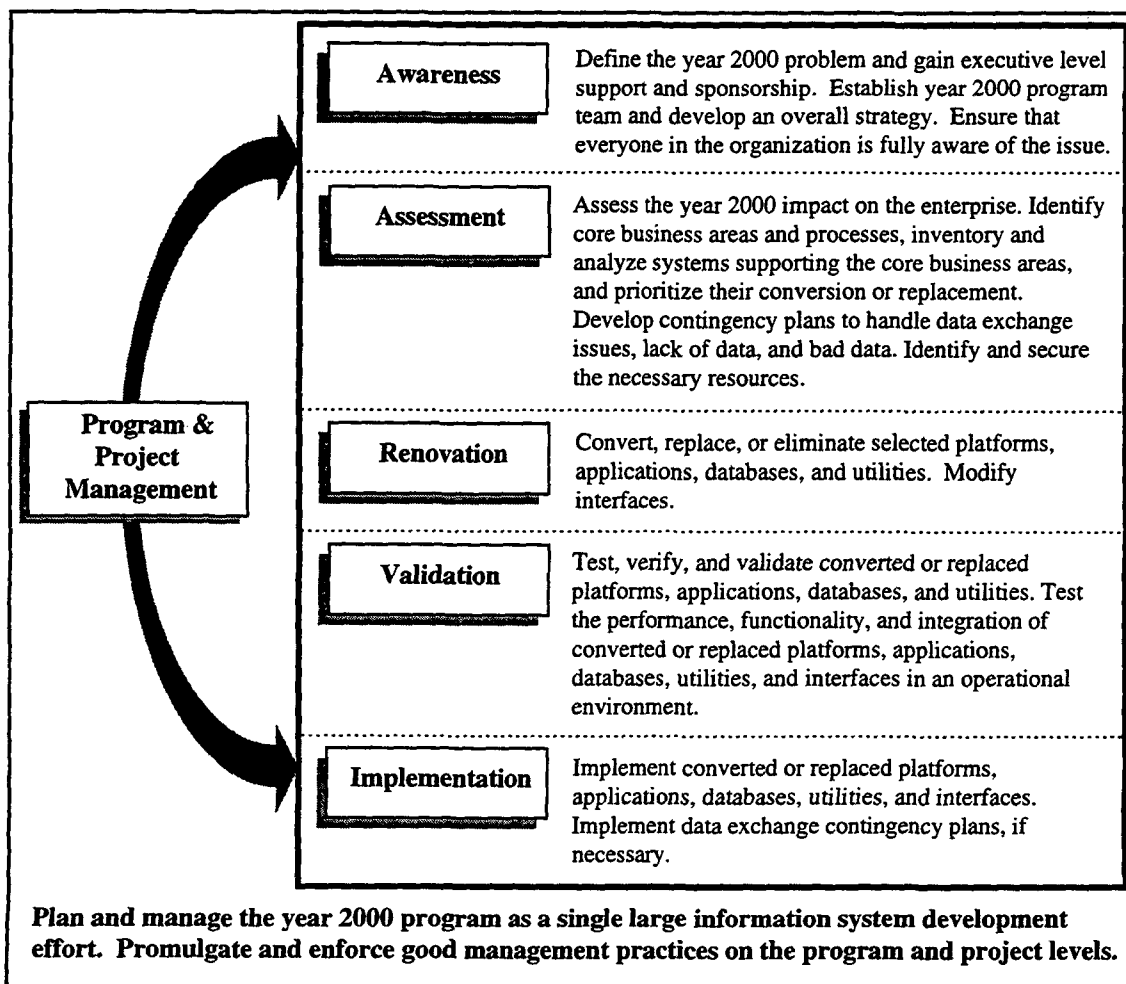 Awareness
Define the year 2000 problem and gain executive level
support and sponsorship. Establish year 2000 program
team and develop an overall strategy. Ensure that
everyone in the organization is fully aware of the issue.
Assessment
Assess the year 2000 impact on the enterprise. Identify
core business areas and processes, inventory and
analyze systems supporting the core business areas,
and prioritize their conversion or replacement.
Develop contingency plans to handle data exchange
issues, lack of data, and bad data. Identify and secure
the necessary resources.
Program &
Project
Management
Renovation
Convert, replace, or eliminate selected platforms,
applications, databases, and utilities. Modify
interfaces.
Validation
Test, verify, and validate converted or replaced
platforms, applications, databases, and utilities. Test
the performance, functionality, and integration of
converted or replaced platforms, applications,
databases, utilities, and interfaces in an operational
environment.
Implementation
Implement converted or replaced platforms,
applications, databases, utilities, and interfaces.
Implement data exchange contingency plans, if
necessary.
Plan and manage the year 2000 program as a single large information system development
effort. Promulgate and enforce good management practices on the program and project levels.